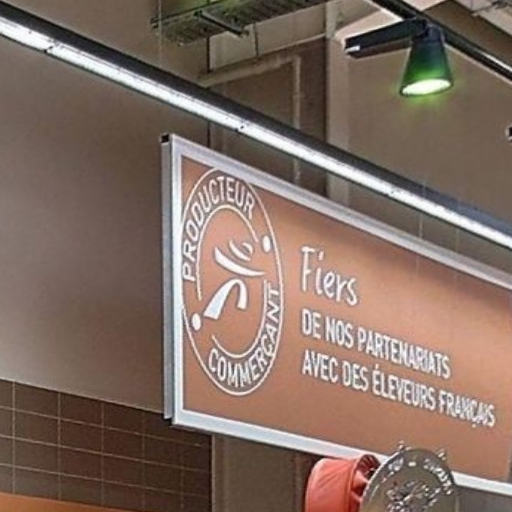 PRODUCTEUR
COMMERÇANT
Fiers
DE NOS PARTENARIATS
AVEC DES ÉLEVEURS FRANÇAIS